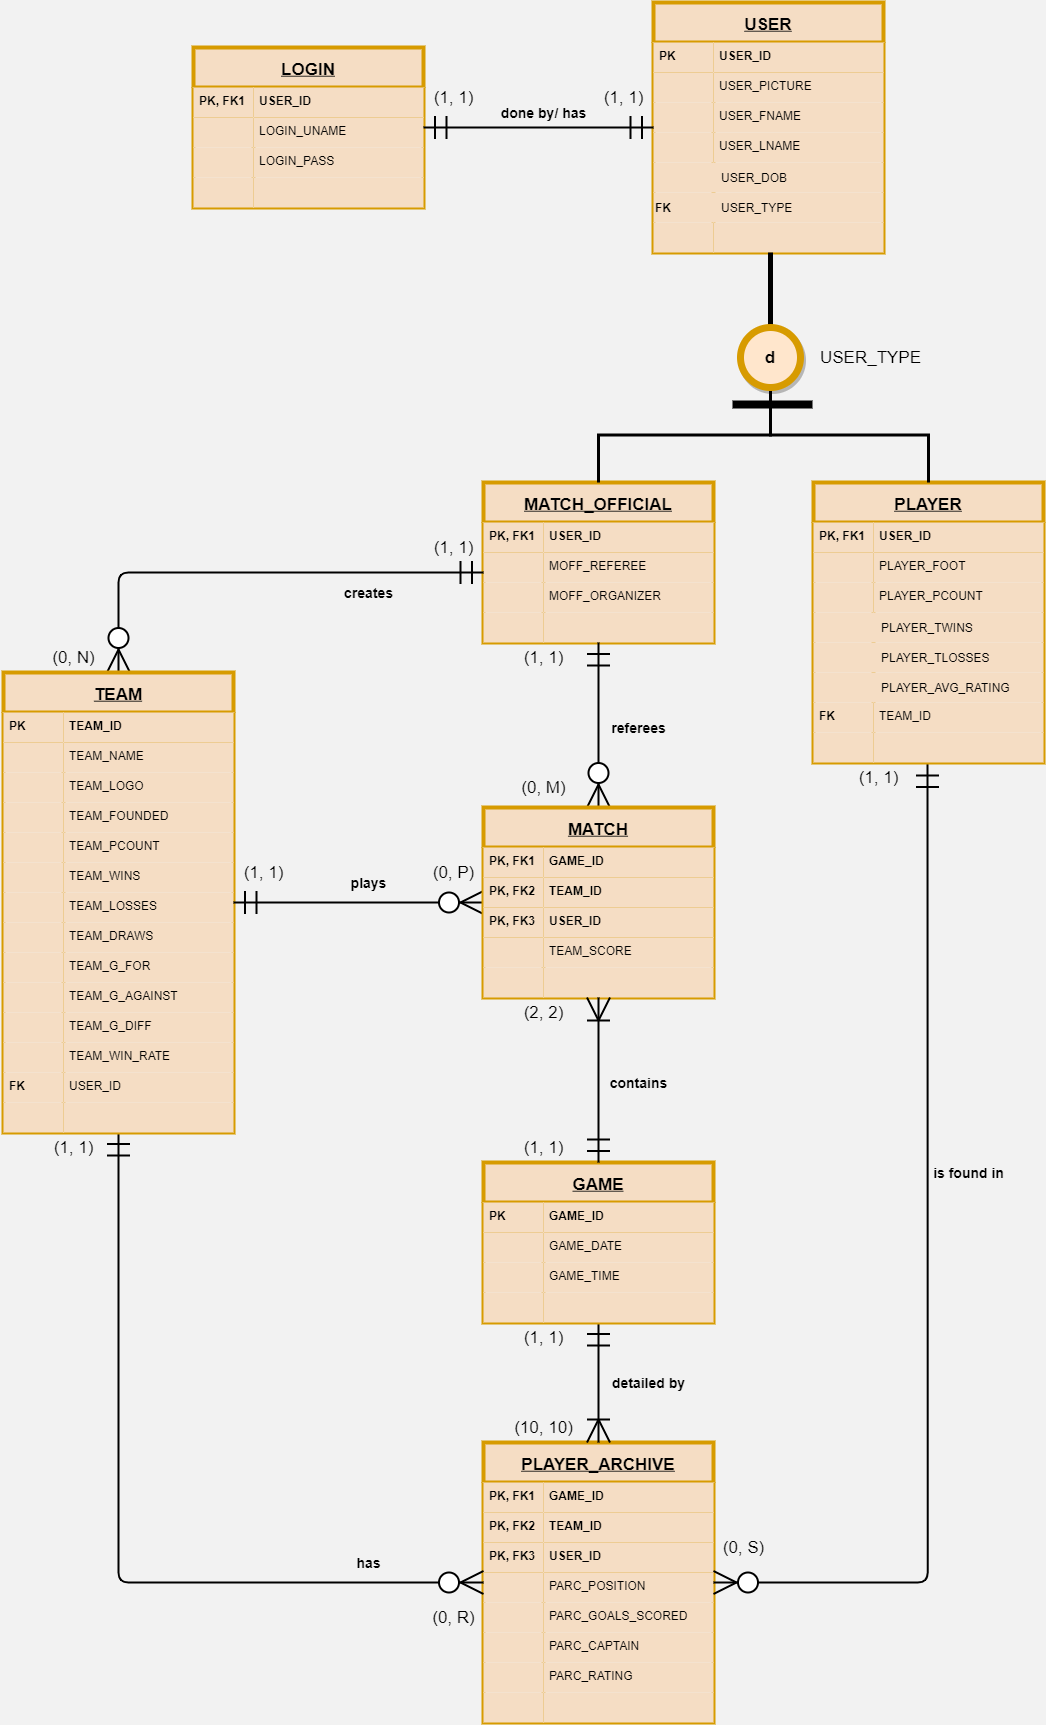 USER
PK USER_ID
USER_PICTURE
USER_FNAME
USER_LNAME
USER_DOB
FK USER_TYPE
LOGIN
PK, FK1 USER_ID
LOGIN_UNAME
LOGIN_PASS
(1, 1) done by/ has (1, 1)
d USER_TYPE
MATCH_OFFICIAL
PK, FK1 USER_ID
MOFF_REFEREE
MOFF_ORGANIZER
PLAYER
PK, FK1 USER_ID
PLAYER_FOOT
PLAYER_PCOUNT
PLAYER_TWINS
PLAYER_TLOSSES
PLAYER_AVG_RATING
FK TEAM_ID
(1, 1)
creates
(0, N)
(1, 1)
referees
(0, M)
(1, 1)
TEAM
PK TEAM_ID
TEAM_NAME
TEAM_LOGO
TEAM_FOUNDED
TEAM_PCOUNT
TEAM_WINS
TEAM_LOSSES
TEAM_DRAWS
TEAM_G_FOR
TEAM_G_AGAINST
TEAM_G_DIFF
TEAM_WIN_RATE
FK USER_ID
(1, 1) plays (0, P)
MATCH
PK, FK1 GAME_ID
PK, FK2 TEAM_ID
PK, FK3 USER_ID
TEAM_SCORE
(2, 2)
contains
(1, 1)
(1, 1)
is found in
GAME
PK GAME_ID
GAME_DATE
GAME_TIME
(1, 1)
detailed by
(10, 10)
PLAYER_ARCHIVE
PK, FK1 GAME_ID
PK, FK2 TEAM_ID
PK, FK3 USER_ID
PARC_POSITION
PARC_GOALS_SCORED
PARC_CAPTAIN
PARC_RATING
(0, S)
has
(0, R)